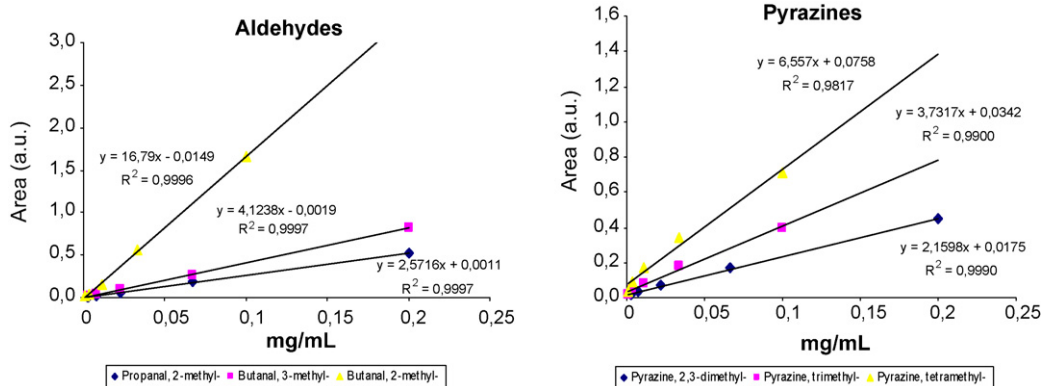 Aldehydes
3,0
2,5
2,0
1,5
1,0
0,5
0,0
Area (a.u.)
y = 16,79x - 0,0149
R2 = 0,9996
y = 4,1238x - 0,0019
R2 = 0,9997
y = 2,5716x + 0,0011
R2 = 0,9997
0 0,05 0,1 0,15 0,2 0,25
mg/mL
Propanal, 2-methyl- Butanal, 3-methyl- Butanal, 2-methyl-
Pyrazines
1,6
1,4
1,2
1,0
0,8
0,6
0,4
0,2
0,0
Area (a.u.)
y = 6,557x + 0,0758
R2 = 0,9817
y = 3,7317x + 0,0342
R2 = 0,9900
y = 2,1598x + 0,0175
R2 = 0,9990
0 0,05 0,1 0,15 0,2 0,25
mg/mL
Pyrazine, 2,3-dimethyl- Pyrazine, trimethyl- Pyrazine, tetramethyl-